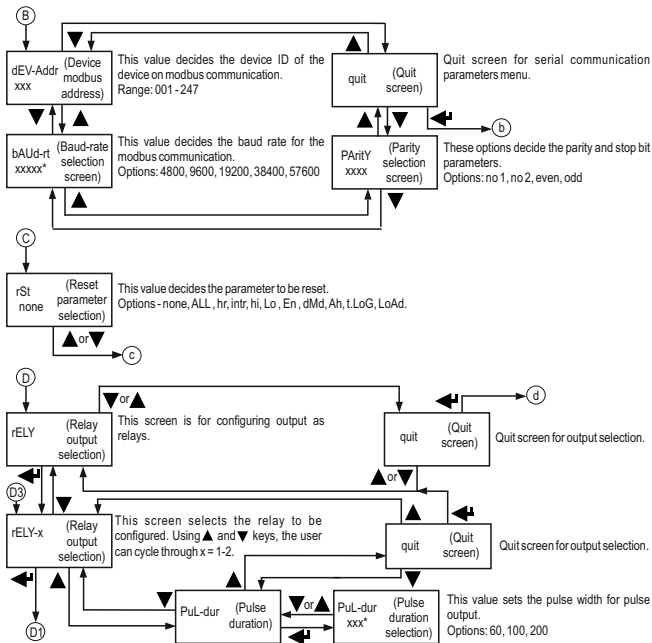 B
dEV-Addr (Device
xxx modbus
address)
This value decides the device ID of the
device on modbus communication.
Range: 001 - 247
quit (Quit
screen)
Quit screen for serial communication
parameters menu.
b
bAUd-rt (Baud-rate
xxxxx* selection
screen)
This value decides the baud rate for the
modbus communication.
Options: 4800, 9600, 19200, 38400, 57600
PAritY (Parity
xxxx selection
screen)
These options decide the parity and stop bit
parameters.
Options: no 1, no 2, even, odd
C
rSt (Reset
none parameter
selection)
This value decides the parameter to be reset.
Options - none, ALL , hr, intr, hi, Lo , En , dMd, Ah, t.LoG, LoAd.
▲ or ▼
c
D
▼ or ▲
d
rELY (Relay
output
selection)
This screen is for configuring output as
relays.
quit (Quit
screen)
Quit screen for output selection.
▲ or ▼
D3
rELY-x (Relay
output
selection)
This screen selects the relay to be
configured. Using ▲ and ▼ keys, the user
can cycle through x = 1-2.
quit (Quit
screen)
Quit screen for output selection.
D1
PuL-dur (Pulse
duration)
▼ or ▲
PuL-dur (Pulse
xxx* duration
selection)
This value sets the pulse width for pulse
output.
Options: 60, 100, 200